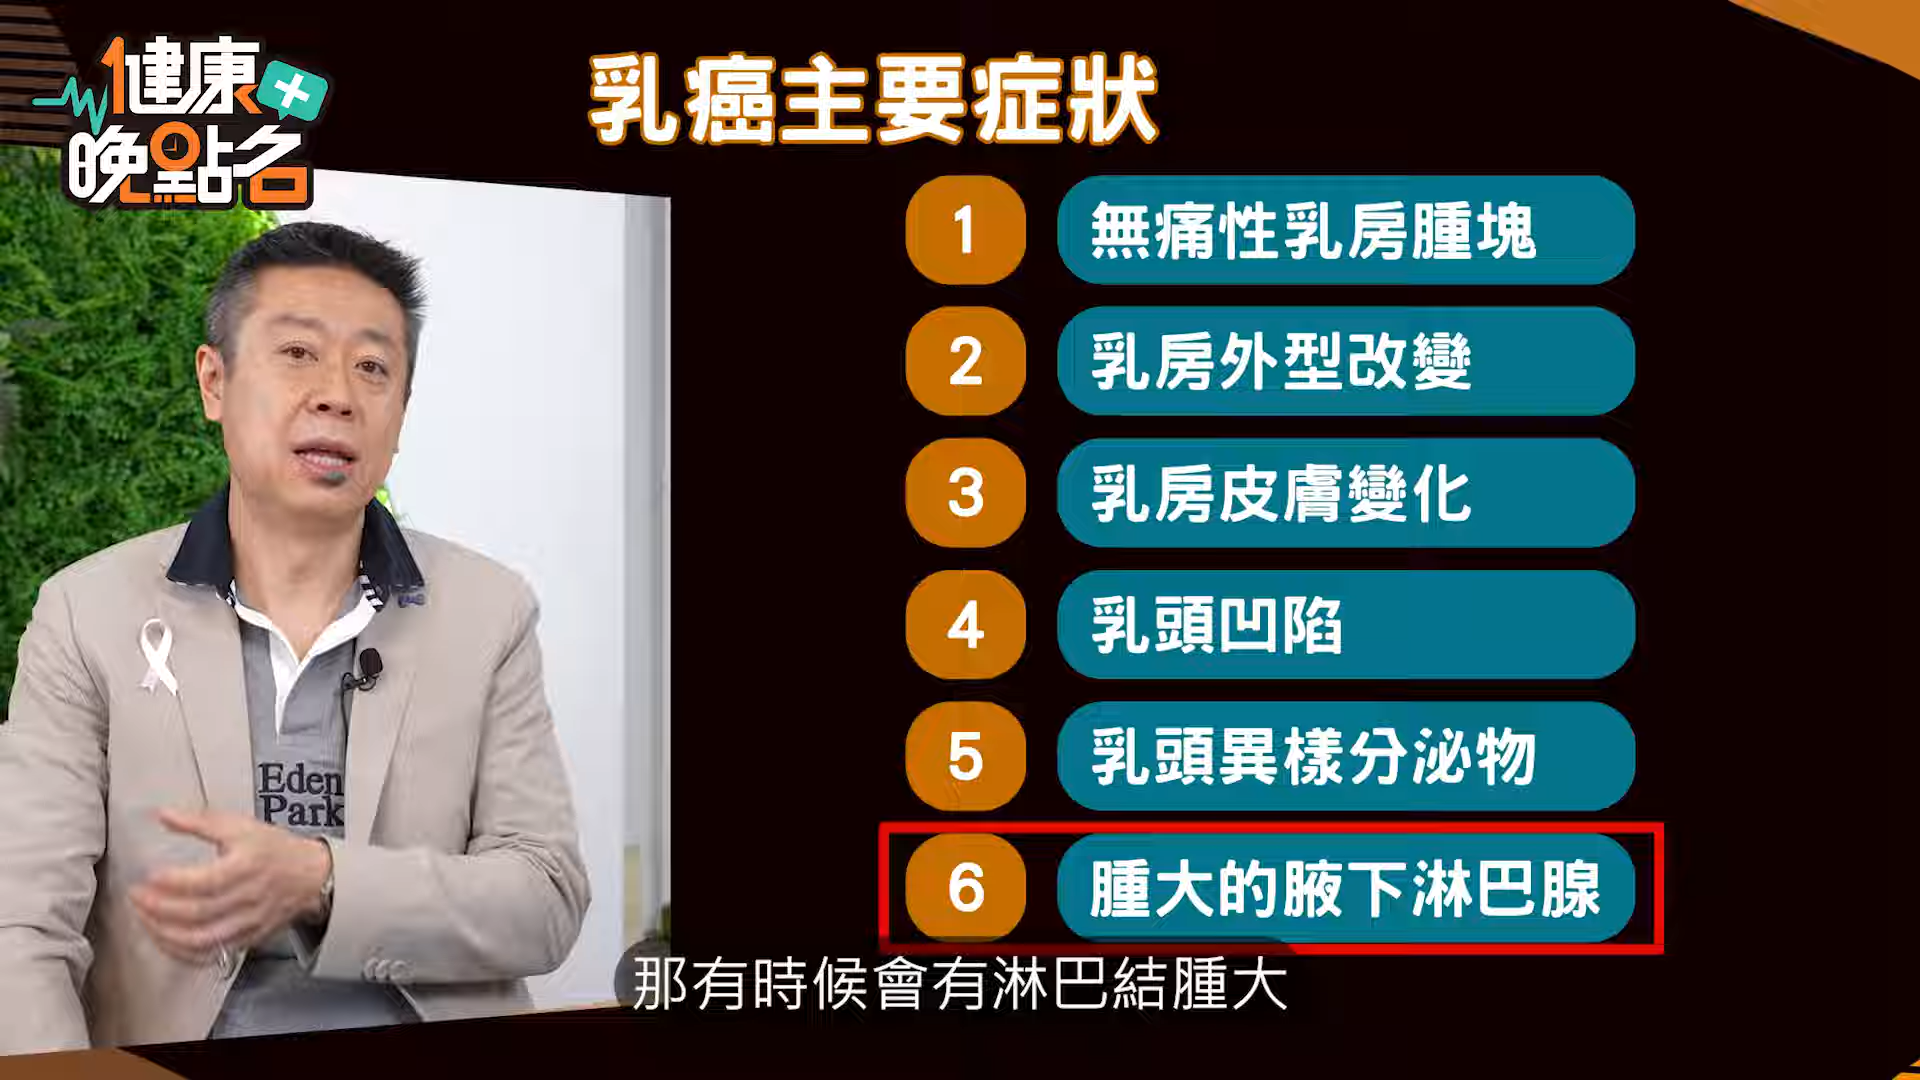 健康
晚點名
乳癌主要症狀
1 無痛性乳房腫塊
2 乳房外型改變
3 乳房皮膚變化
4 乳頭凹陷
5 乳頭異樣分泌物
6 腫大的腋下淋巴腺
Eden
Park
那有時候會有淋巴結腫大